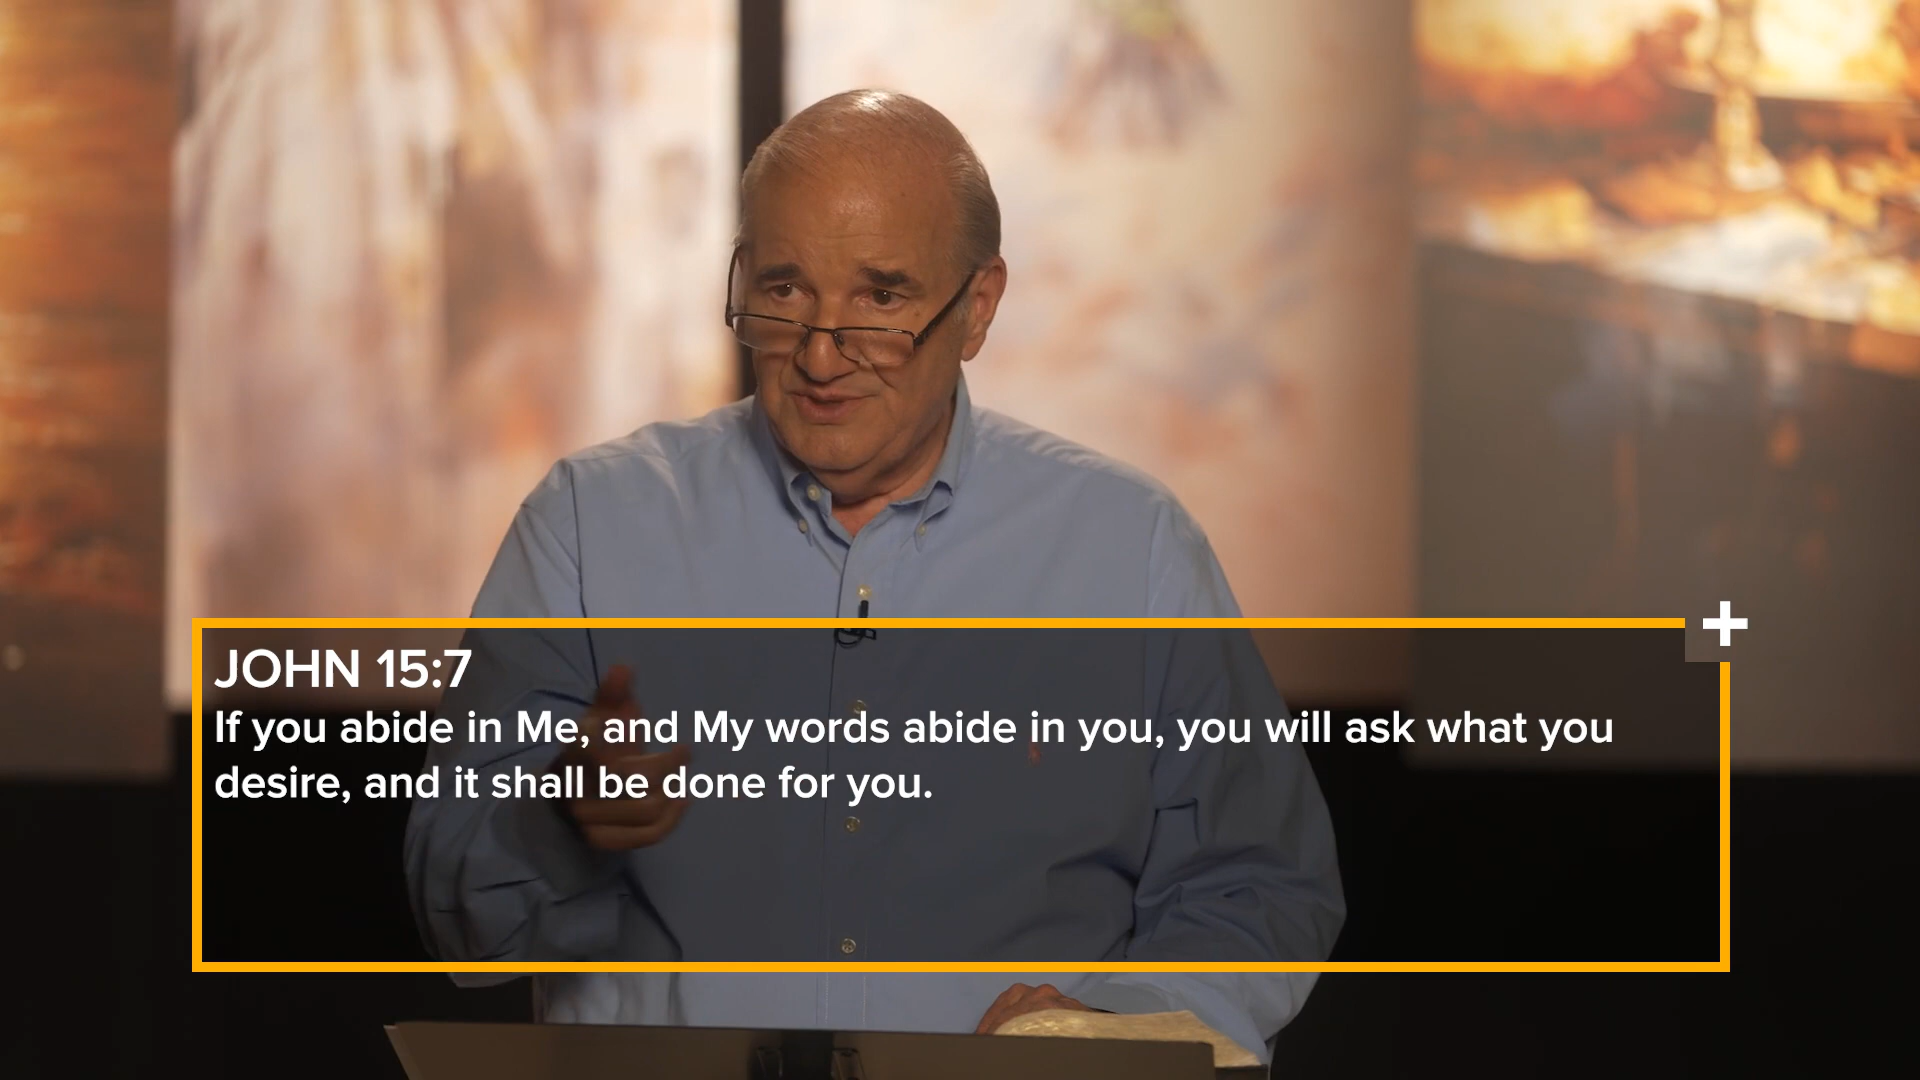 JOHN 15:7
If you abide in Me, and My words abide in you, you will ask what you
desire, and it shall be done for you.